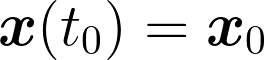 𝒙(t₀) = 𝒙₀